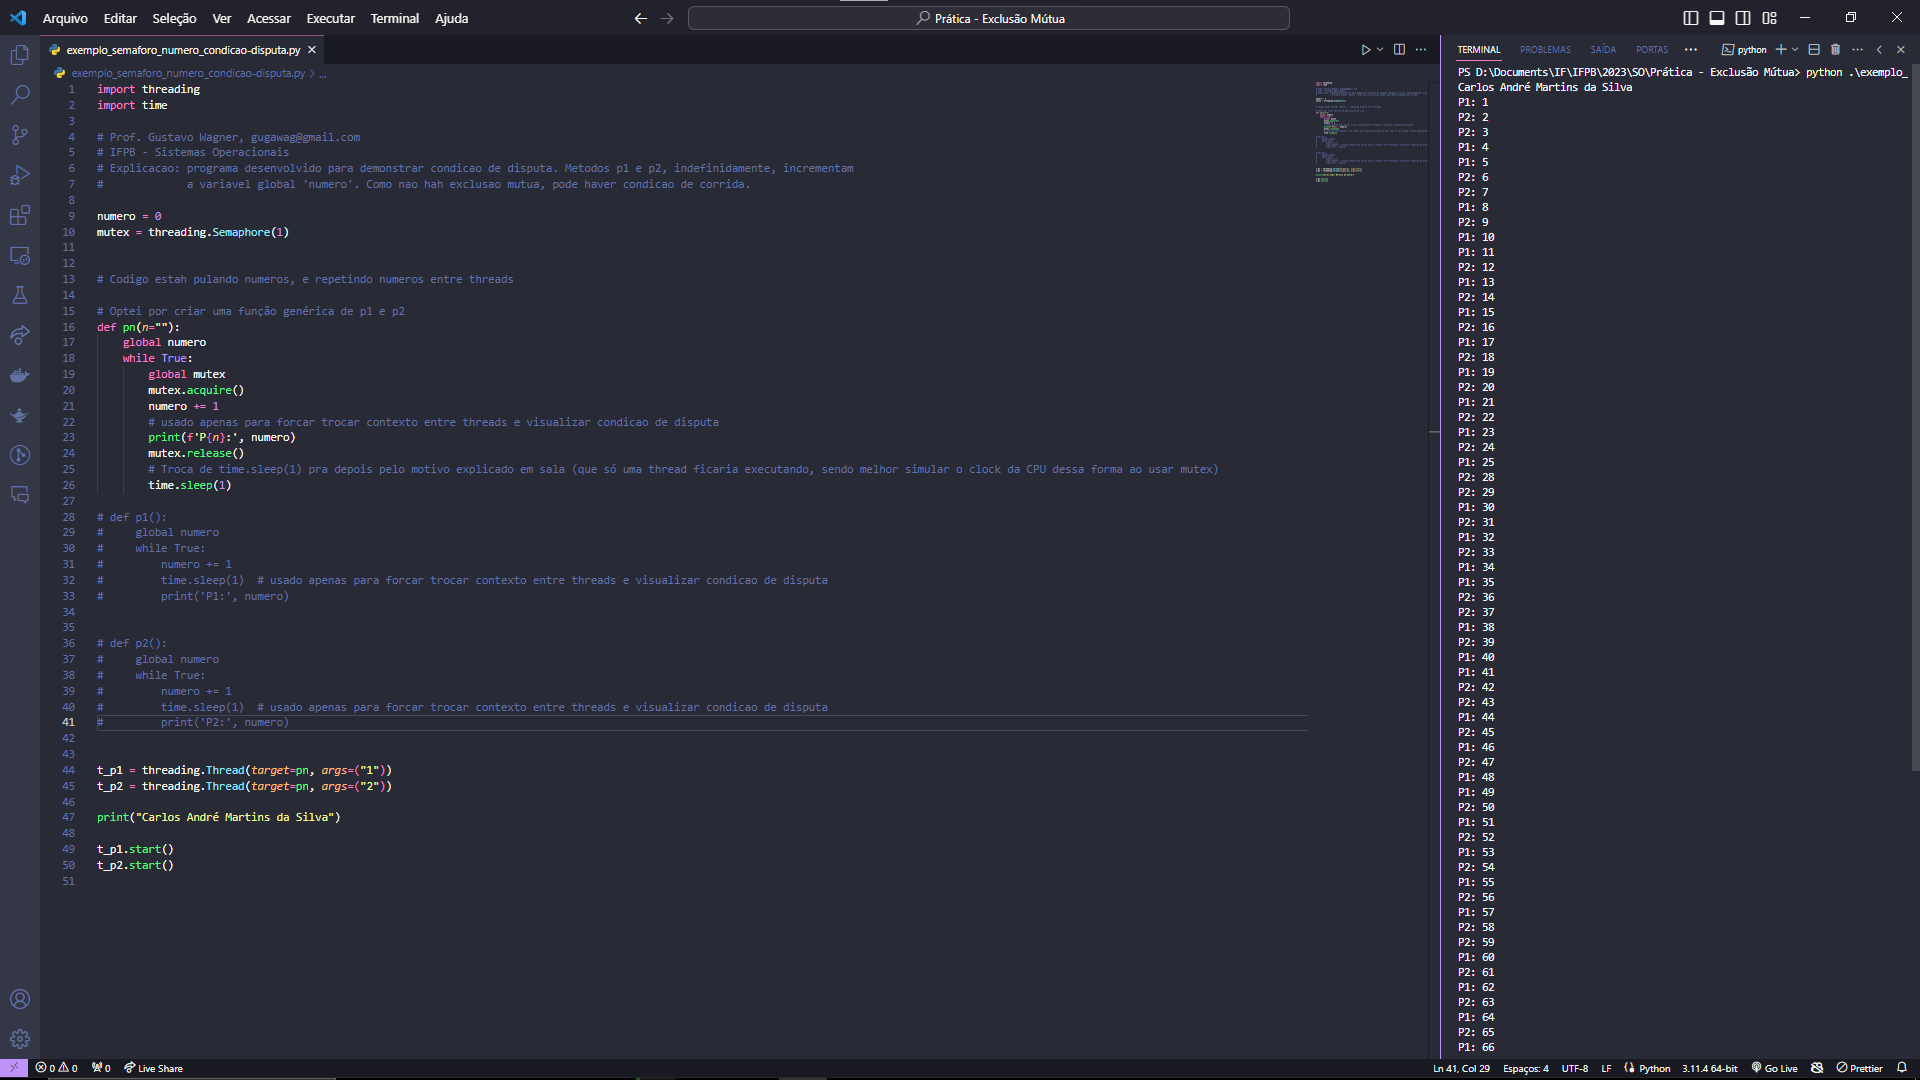 Arquivo Editar Seleção Ver Acessar Executar Terminal Ajuda
Prática - Exclusão Mútua
exemplo_semaforo_numero_condicao-disputa.py
exemplo_semaforo_numero_condicao-disputa.py > ...
1 import threading
2 import time
3
4 # Prof. Gustavo Wagner, gugawag@gmail.com
5 # IFPB - Sistemas Operacionais
6 # Explicacao: programa desenvolvido para demonstrar condicao de disputa. Metodos p1 e p2, indefinidamente, incrementam
7 #             a variavel global 'numero'. Como nao hah exclusao mutua, pode haver condicao de corrida.
8
9 numero = 0
10 mutex = threading.Semaphore(1)
11
12
13 # Codigo estah pulando numeros, e repetindo numeros entre threads
14
15 # Optei por criar uma função genérica de p1 e p2
16 def pn(n=""):
17     global numero
18     while True:
19         global mutex
20         mutex.acquire()
21         numero += 1
22         # usado apenas para forcar trocar contexto entre threads e visualizar condicao de disputa
23         print(f'P{n}:', numero)
24         mutex.release()
25         # Troca de time.sleep(1) pra depois pelo motivo explicado em sala (que só uma thread ficaria executando, sendo melhor simular o clock da CPU dessa forma ao usar mutex)
26         time.sleep(1)
27
28 # def p1():
29 #     global numero
30 #     while True:
31 #         numero += 1
32 #         time.sleep(1)  # usado apenas para forcar trocar contexto entre threads e visualizar condicao de disputa
33 #         print('P1:', numero)
34
35
36 # def p2():
37 #     global numero
38 #     while True:
39 #         numero += 1
40 #         time.sleep(1)  # usado apenas para forcar trocar contexto entre threads e visualizar condicao de disputa
41 #         print('P2:', numero)
42
43
44 t_p1 = threading.Thread(target=pn, args=("1"))
45 t_p2 = threading.Thread(target=pn, args=("2"))
46
47 print("Carlos André Martins da Silva")
48
49 t_p1.start()
50 t_p2.start()
51
TERMINAL PROBLEMAS SAÍDA PORTAS python
PS D:\Documents\IF\IFPB\2023\SO\Prática - Exclusão Mútua> python .\exemplo_
Carlos André Martins da Silva
P1: 1
P2: 2
P2: 3
P1: 4
P1: 5
P2: 6
P2: 7
P1: 8
P2: 9
P1: 10
P1: 11
P2: 12
P1: 13
P2: 14
P1: 15
P2: 16
P1: 17
P2: 18
P1: 19
P2: 20
P1: 21
P2: 22
P1: 23
P2: 24
P1: 25
P2: 28
P2: 29
P1: 30
P2: 31
P1: 32
P2: 33
P1: 34
P1: 35
P2: 36
P2: 37
P1: 38
P2: 39
P1: 40
P1: 41
P2: 42
P2: 43
P1: 44
P2: 45
P1: 46
P2: 47
P1: 48
P1: 49
P2: 50
P1: 51
P2: 52
P1: 53
P2: 54
P1: 55
P2: 56
P1: 57
P2: 58
P2: 59
P1: 60
P2: 61
P1: 62
P2: 63
P1: 64
P2: 65
P1: 66
0 0 0 Live Share
Ln 41, Col 29 Espaços: 4 UTF-8 LF Python 3.11.4 64-bit Go Live Prettier